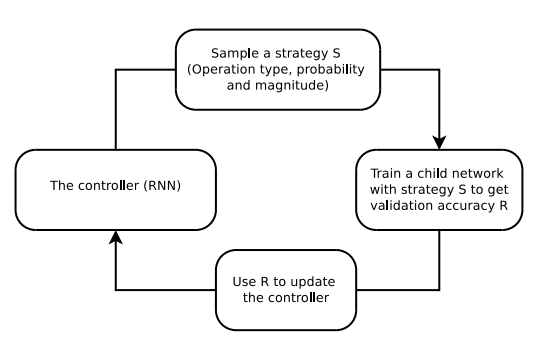 Sample a strategy S
(Operation type, probability
and magnitude)
The controller (RNN)
Train a child network
with strategy S to get
validation accuracy R
Use R to update
the controller